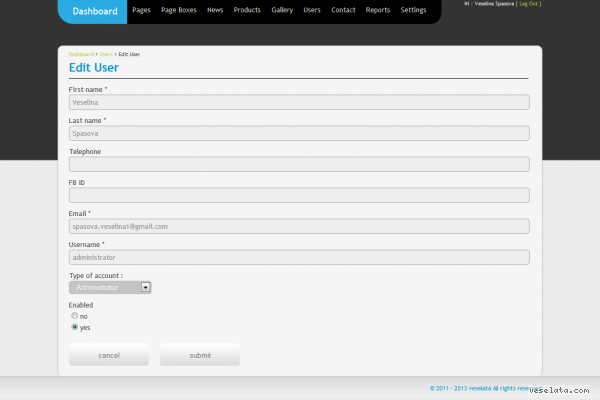 Dashboard Pages Page Boxes News Products Gallery Users Contact Reports Settings
Hi : Veselina Spasova [ Log Out ]
Dashboard > Users > Edit User
Edit User
First name *
Veselina
Last name *
Spasova
Telephone
FB ID
Email *
spasova.veselina1@gmail.com
Username *
administrator
Type of account :
Administrator
Enabled
no
yes
cancel submit
© 2011 - 2013 veselata All rights reserved
veselata.com